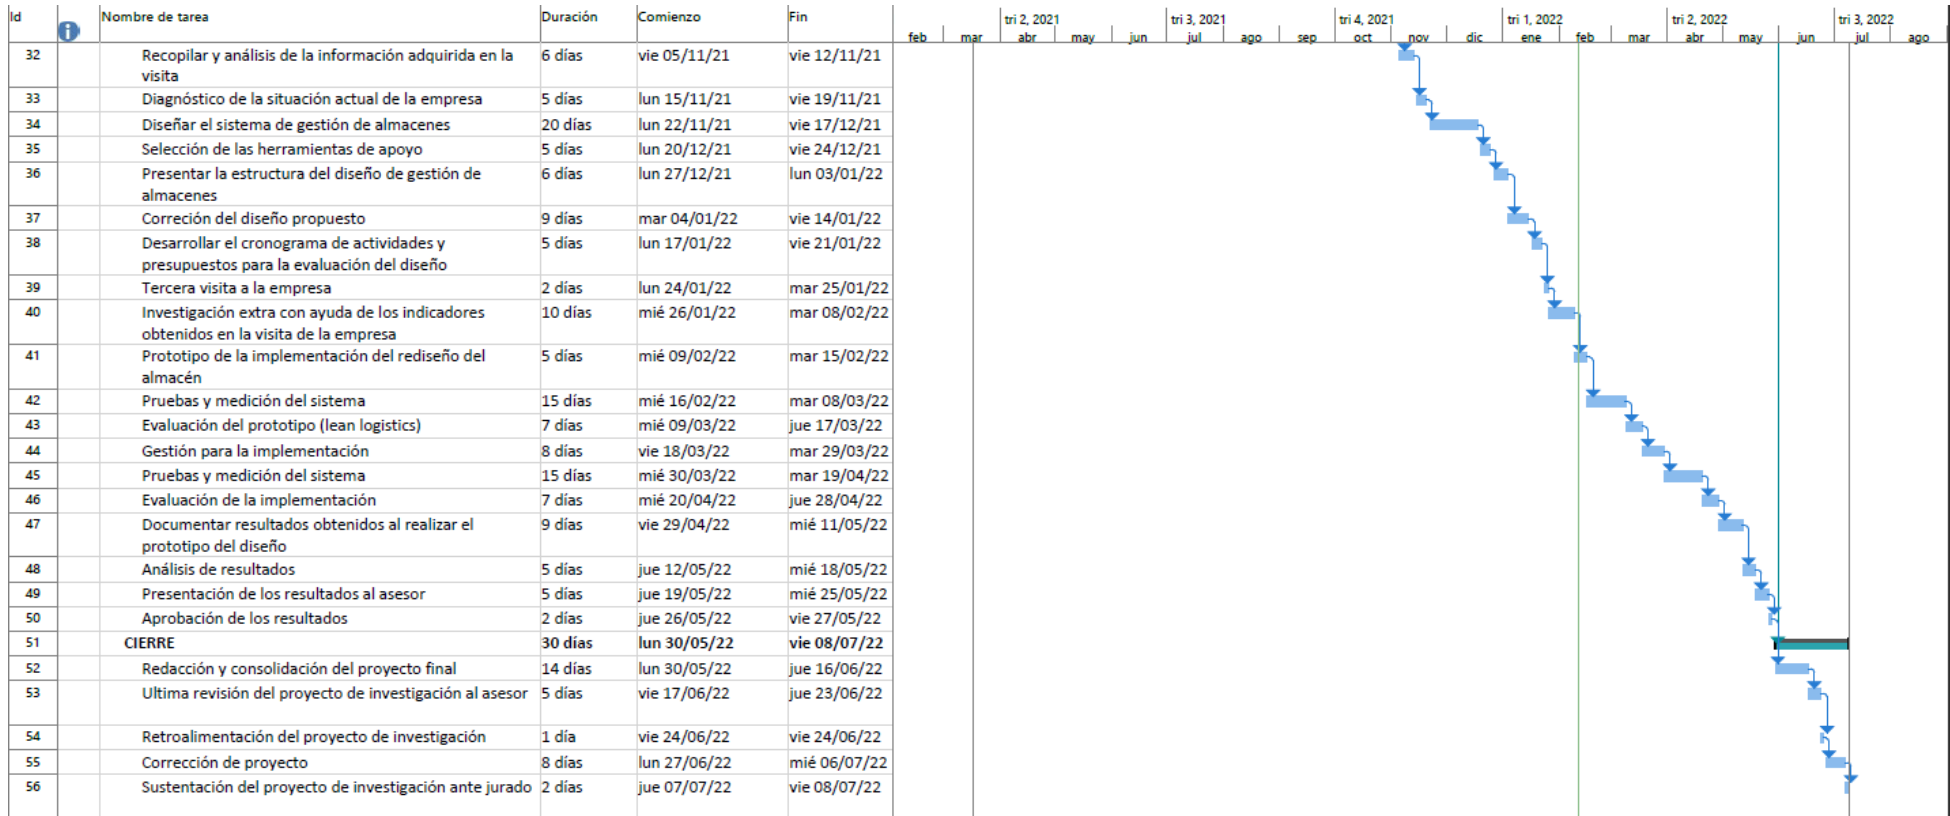 Id Nombre de tarea Duración Comienzo Fin tri 2, 2021 tri 3, 2021 tri 4, 2021 tri 1, 2022 tri 2, 2022 tri 3, 2022
feb mar abr may jun jul ago sep oct nov dic ene feb mar abr may jun jul ago
32 Recopilar y análisis de la información adquirida en la 6 días vie 05/11/21 vie 12/11/21
visita
33 Diagnóstico de la situación actual de la empresa 5 días lun 15/11/21 vie 19/11/21
34 Diseñar el sistema de gestión de almacenes 20 días lun 22/11/21 vie 17/12/21
35 Selección de las herramientas de apoyo 5 días lun 20/12/21 vie 24/12/21
36 Presentar la estructura del diseño de gestión de 6 días lun 27/12/21 lun 03/01/22
almacenes
37 Correción del diseño propuesto 9 días mar 04/01/22 vie 14/01/22
38 Desarrollar el cronograma de actividades y 5 días lun 17/01/22 vie 21/01/22
presupuestos para la evaluación del diseño
39 Tercera visita a la empresa 2 días lun 24/01/22 mar 25/01/22
40 Investigación extra con ayuda de los indicadores 10 días mié 26/01/22 mar 08/02/22
obtenidos en la visita de la empresa
41 Prototipo de la implementación del rediseño del 5 días mié 09/02/22 mar 15/02/22
almacén
42 Pruebas y medición del sistema 15 días mié 16/02/22 mar 08/03/22
43 Evaluación del prototipo (lean logistics) 7 días mié 09/03/22 jue 17/03/22
44 Gestión para la implementación 8 días vie 18/03/22 mar 29/03/22
45 Pruebas y medición del sistema 15 días mié 30/03/22 mar 19/04/22
46 Evaluación de la implementación 7 días mié 20/04/22 jue 28/04/22
47 Documentar resultados obtenidos al realizar el 9 días vie 29/04/22 mié 11/05/22
prototipo del diseño
48 Análisis de resultados 5 días jue 12/05/22 mié 18/05/22
49 Presentación de los resultados al asesor 5 días jue 19/05/22 mié 25/05/22
50 Aprobación de los resultados 2 días jue 26/05/22 vie 27/05/22
51 CIERRE 30 días lun 30/05/22 vie 08/07/22
52 Redacción y consolidación del proyecto final 14 días lun 30/05/22 jue 16/06/22
53 Ultima revisión del proyecto de investigación al asesor 5 días vie 17/06/22 jue 23/06/22
54 Retroalimentación del proyecto de investigación 1 día vie 24/06/22 vie 24/06/22
55 Corrección de proyecto 8 días lun 27/06/22 mié 06/07/22
56 Sustentación del proyecto de investigación ante jurado 2 días jue 07/07/22 vie 08/07/22